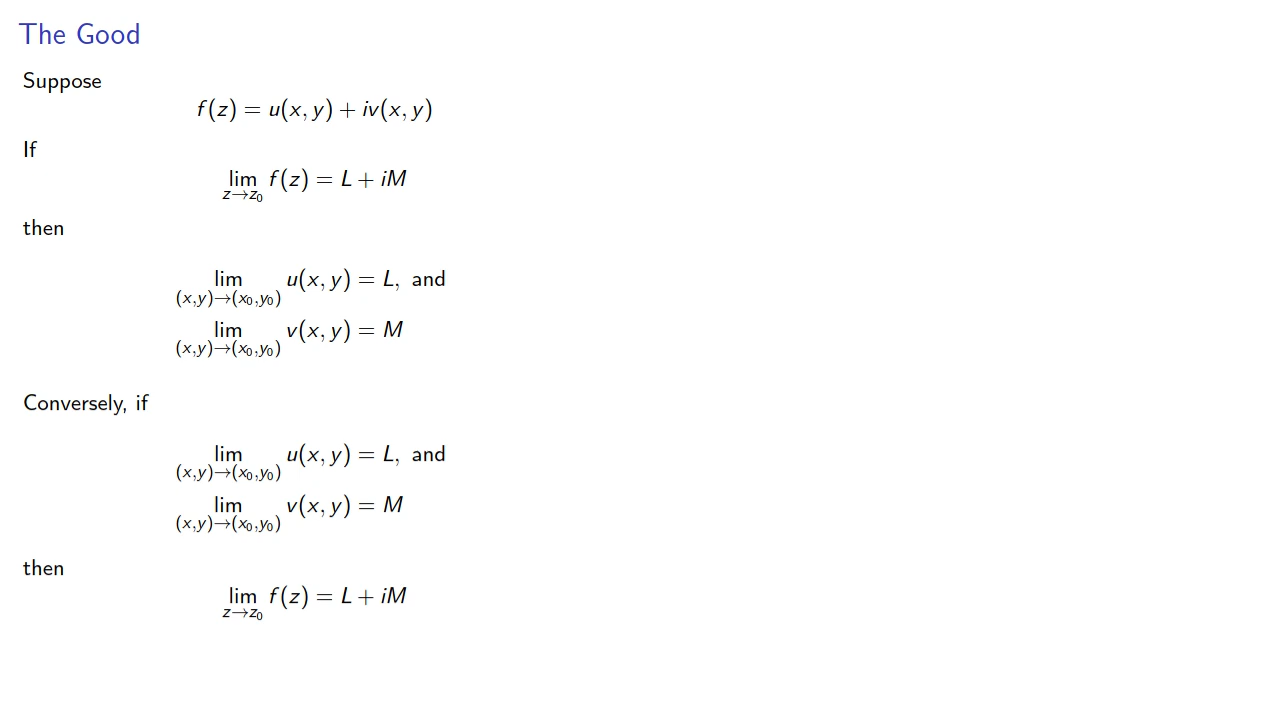 The Good
Suppose
f(z) = u(x, y) + iv(x, y)
If
lim_{z→z₀} f(z) = L + iM
then
lim_{(x,y)→(x₀,y₀)} u(x, y) = L, and
lim_{(x,y)→(x₀,y₀)} v(x, y) = M
Conversely, if
lim_{(x,y)→(x₀,y₀)} u(x, y) = L, and
lim_{(x,y)→(x₀,y₀)} v(x, y) = M
then
lim_{z→z₀} f(z) = L + iM